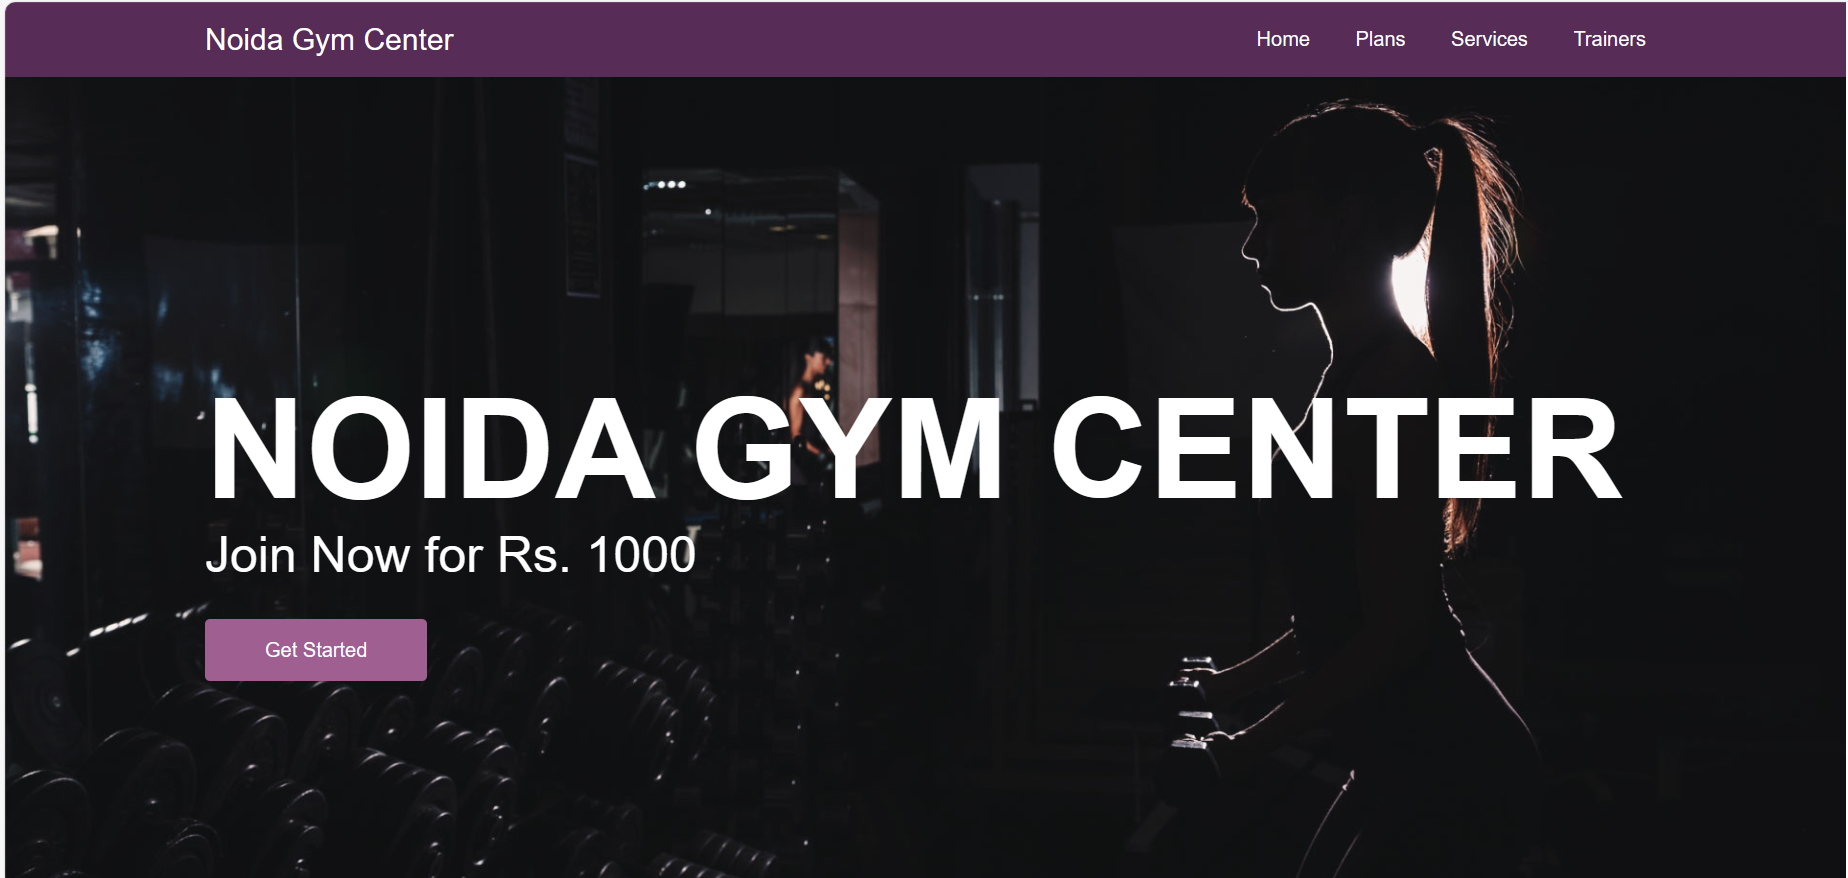 Noida Gym Center
Home Plans Services Trainers
NOIDA GYM CENTER
Join Now for Rs. 1000
Get Started